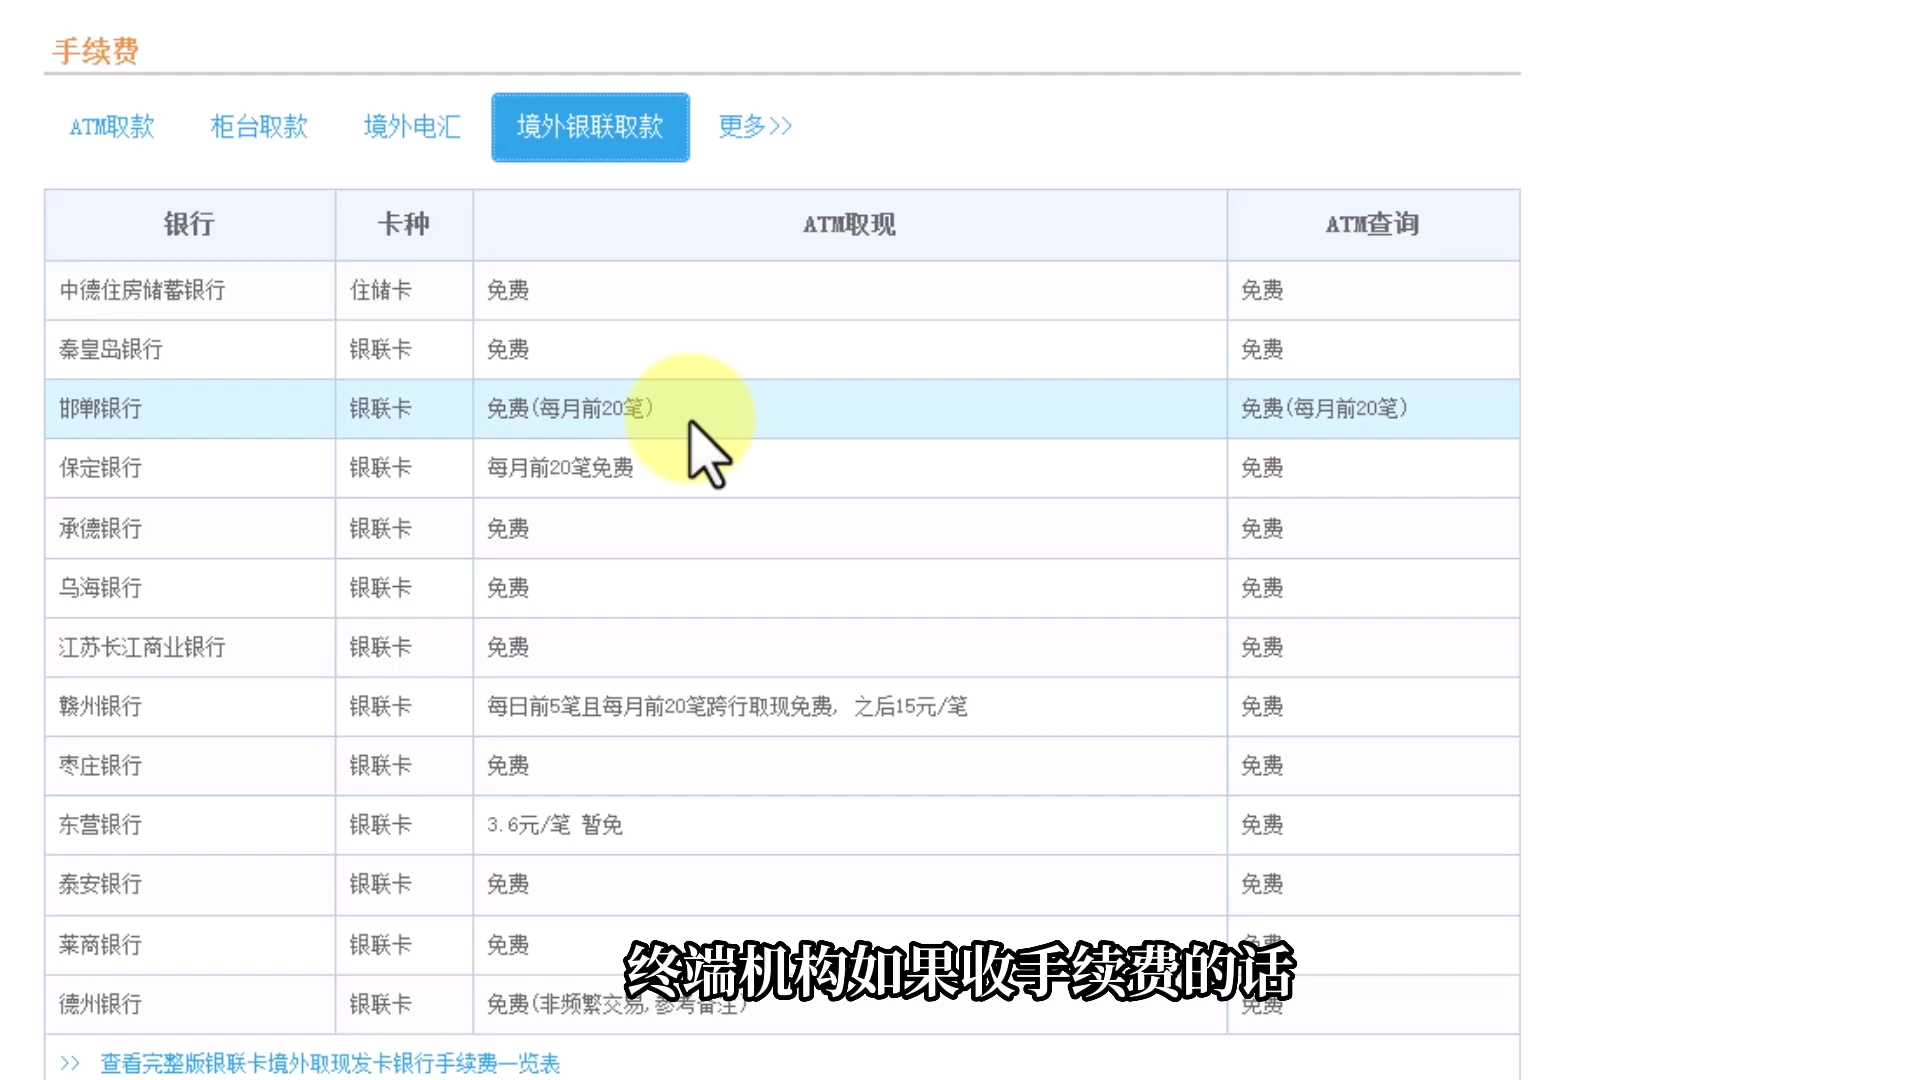 手续费
ATM取款 柜台取款 境外电汇 境外银联取款 更多>>
银行 卡种 ATM取现 ATM查询
中德住房储蓄银行 住储卡 免费 免费
秦皇岛银行 银联卡 免费 免费
邯郸银行 银联卡 免费(每月前20笔) 免费(每月前20笔)
保定银行 银联卡 每月前20笔免费 免费
承德银行 银联卡 免费 免费
乌海银行 银联卡 免费 免费
江苏长江商业银行 银联卡 免费 免费
赣州银行 银联卡 每日前5笔且每月前20笔跨行取现免费, 之后15元/笔 免费
枣庄银行 银联卡 免费 免费
东营银行 银联卡 3.6元/笔 暂免 免费
泰安银行 银联卡 免费 免费
莱商银行 银联卡 免费 免费
终端机构如果收手续费的话
德州银行 银联卡 免费(非频繁交易,参考备注) 免费
>> 查看完整版银联卡境外取现发卡银行手续费一览表